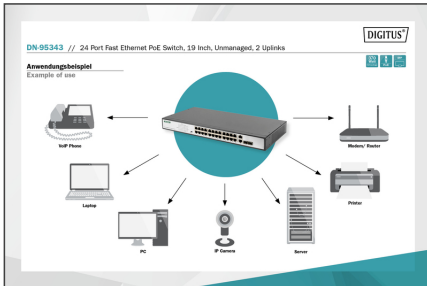 DIGITUS®
DN-95343 // 24 Port Fast Ethernet PoE Switch, 19 Inch, Unmanaged, 2 Uplinks
Anwendungsbeispiel
Example of use
VoIP Phone
Modem/ Router
Laptop
Printer
PC
IP Camera
Server